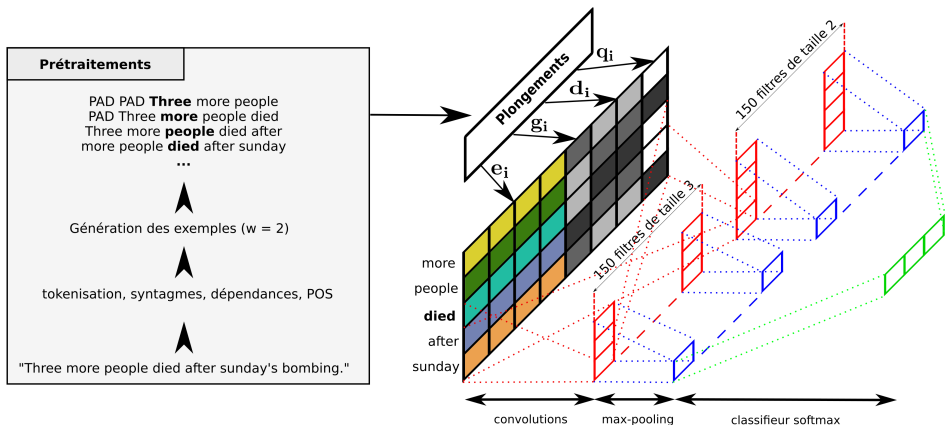 Prétraitements
PAD PAD Three more people
PAD Three more people died
Three more people died after
more people died after sunday
...
Génération des exemples (w = 2)
tokenisation, syntagmes, dépendances, POS
"Three more people died after sunday's bombing."
Plongements
qi
di
gi
ei
more
people
died
after
sunday
150 filtres de taille 3
150 filtres de taille 2
convolutions
max-pooling
classifieur softmax